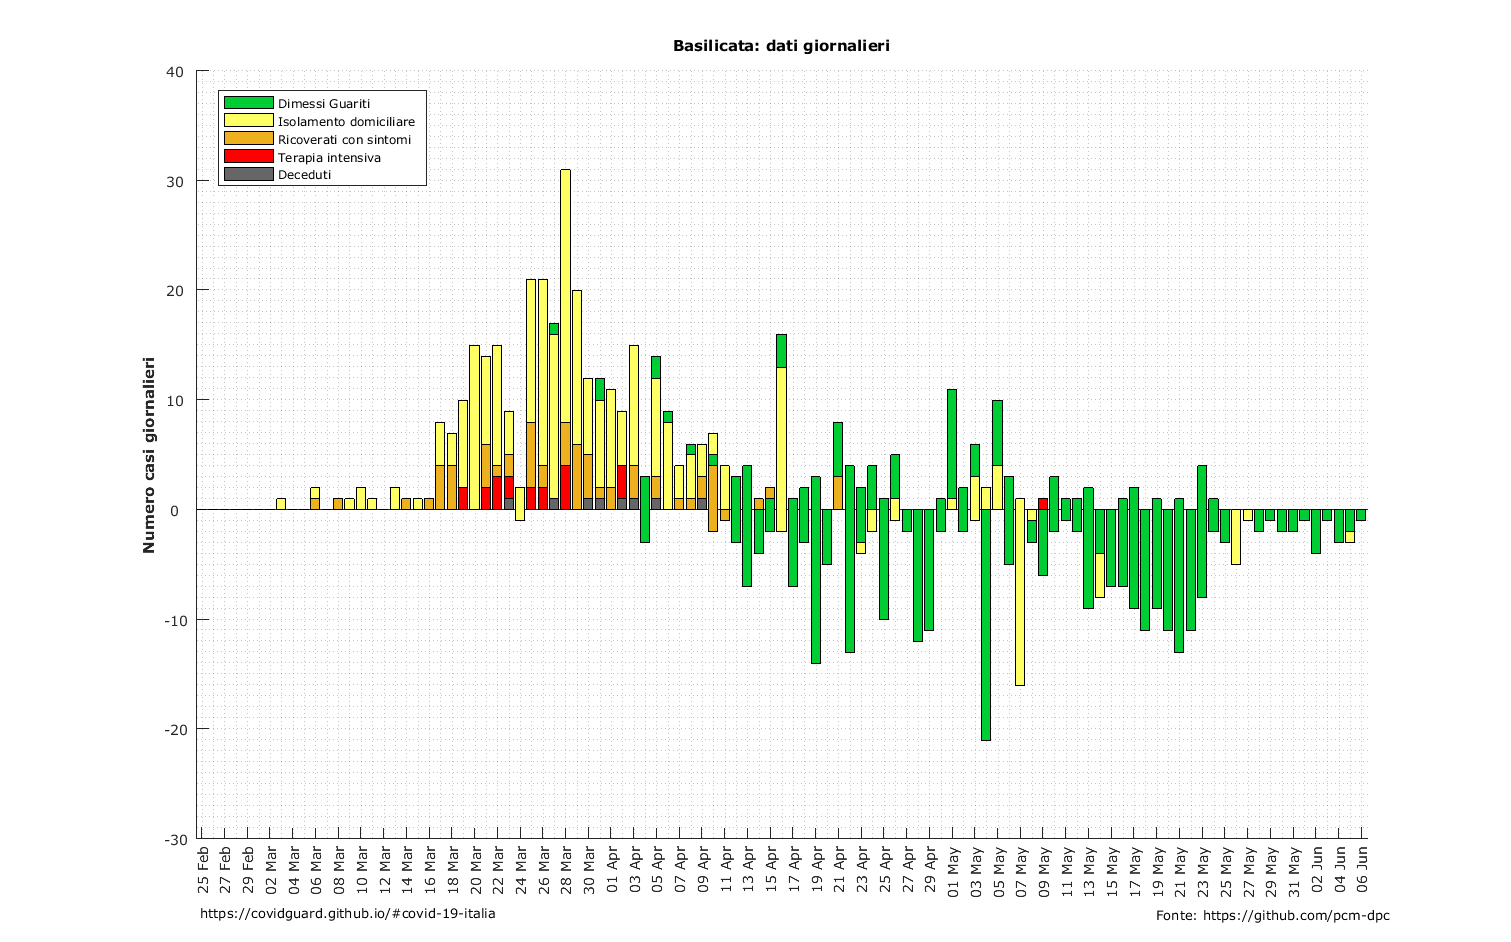 Basilicata: dati giornalieri
Dimessi Guariti
Isolamento domiciliare
Ricoverati con sintomi
Terapia intensiva
Deceduti
Numero casi giornalieri
40
30
20
10
0
-10
-20
-30
25 Feb
27 Feb
29 Feb
02 Mar
04 Mar
06 Mar
08 Mar
10 Mar
12 Mar
14 Mar
16 Mar
18 Mar
20 Mar
22 Mar
24 Mar
26 Mar
28 Mar
30 Mar
01 Apr
03 Apr
05 Apr
07 Apr
09 Apr
11 Apr
13 Apr
15 Apr
17 Apr
19 Apr
21 Apr
23 Apr
25 Apr
27 Apr
29 Apr
01 May
03 May
05 May
07 May
09 May
11 May
13 May
15 May
17 May
19 May
21 May
23 May
25 May
27 May
29 May
31 May
02 Jun
04 Jun
06 Jun
https://covidguard.github.io/#covid-19-italia
Fonte: https://github.com/pcm-dpc